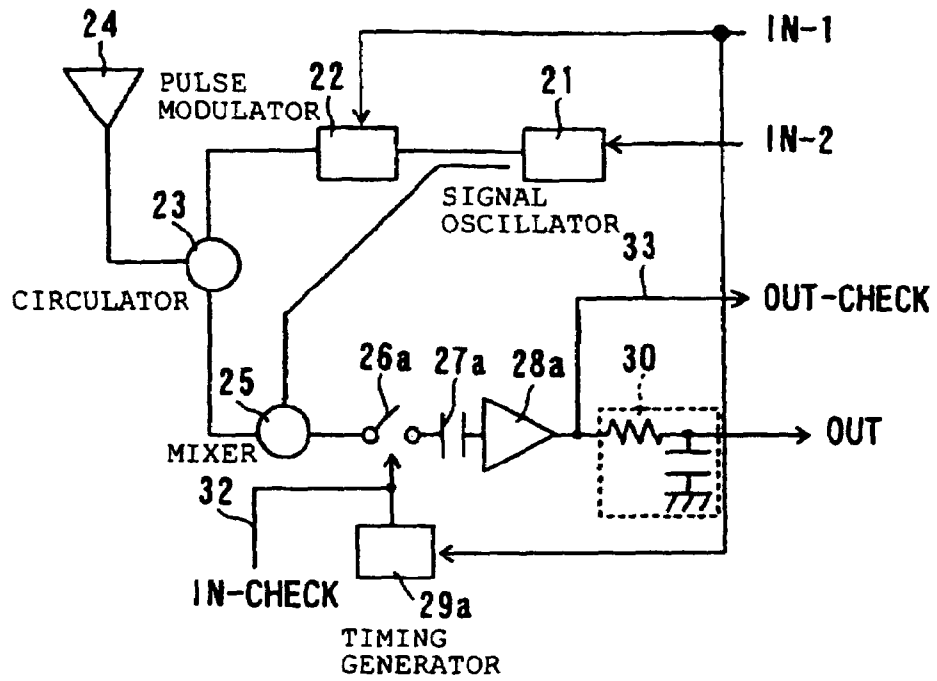 24
IN-1
PULSE
MODULATOR
22
21
IN-2
23
SIGNAL
OSCILLATOR
33
CIRCULATOR
OUT-CHECK
26a
27a
28a
30
25
OUT
MIXER
32
IN-CHECK
29a
TIMING
GENERATOR